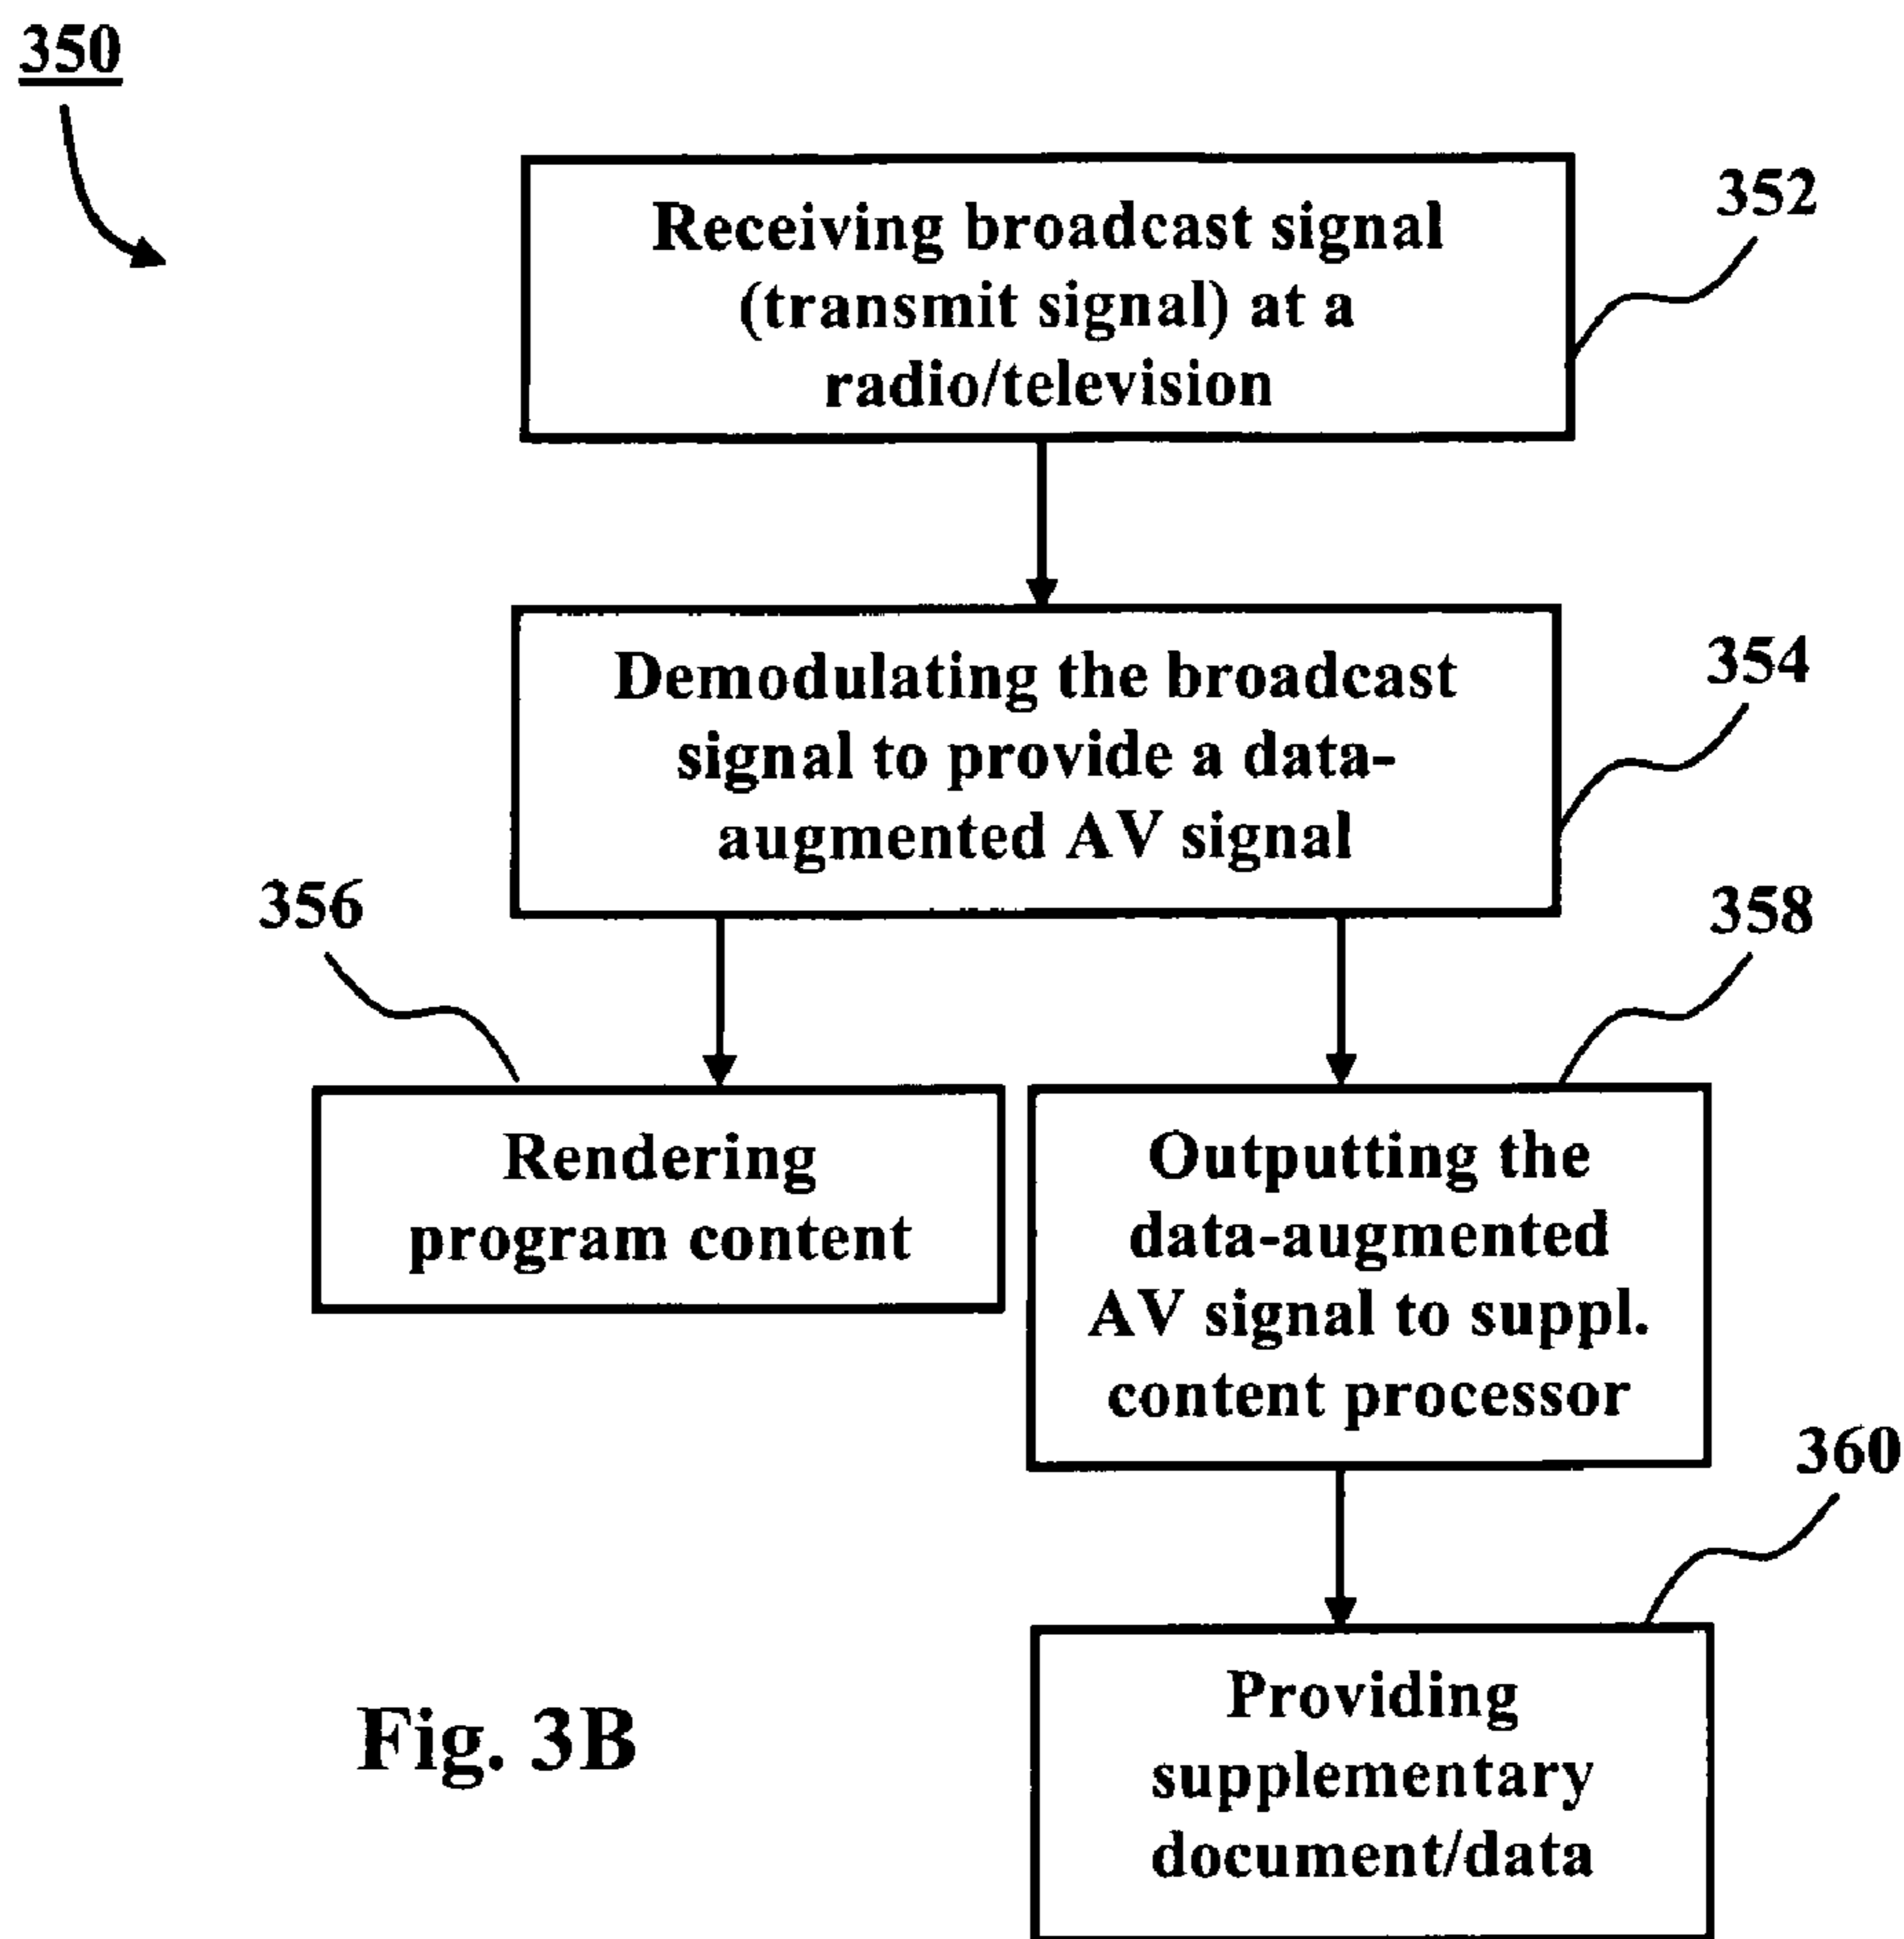 350
352
Receiving broadcast signal
(transmit signal) at a
radio/television
354
Demodulating the broadcast
signal to provide a data-
augmented AV signal
356
358
Rendering
program content
Outputting the
data-augmented
AV signal to suppl.
content processor
360
Providing
supplementary
document/data
Fig. 3B